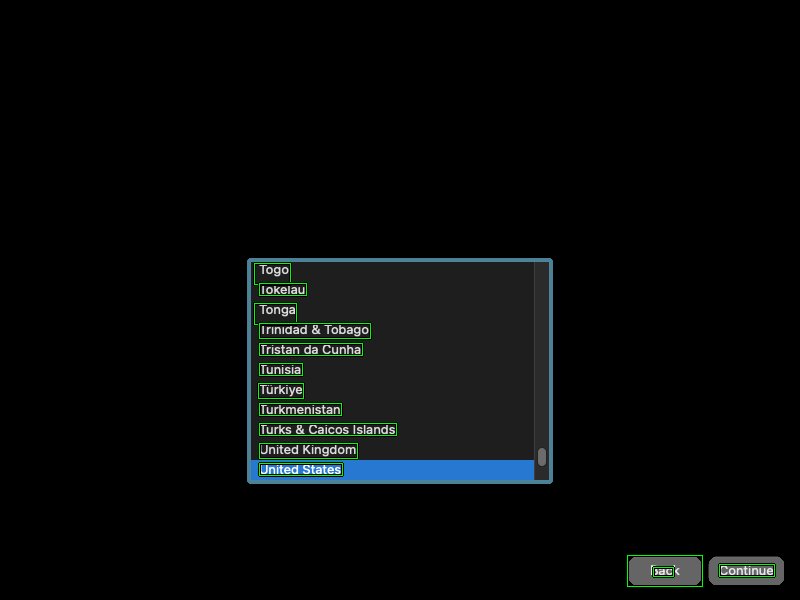 Togo
Tokelau
Tonga
Trinidad & Tobago
Tristan da Cunha
Tunisia
Türkiye
Turkmenistan
Turks & Caicos Islands
United Kingdom
United States
Back
Continue